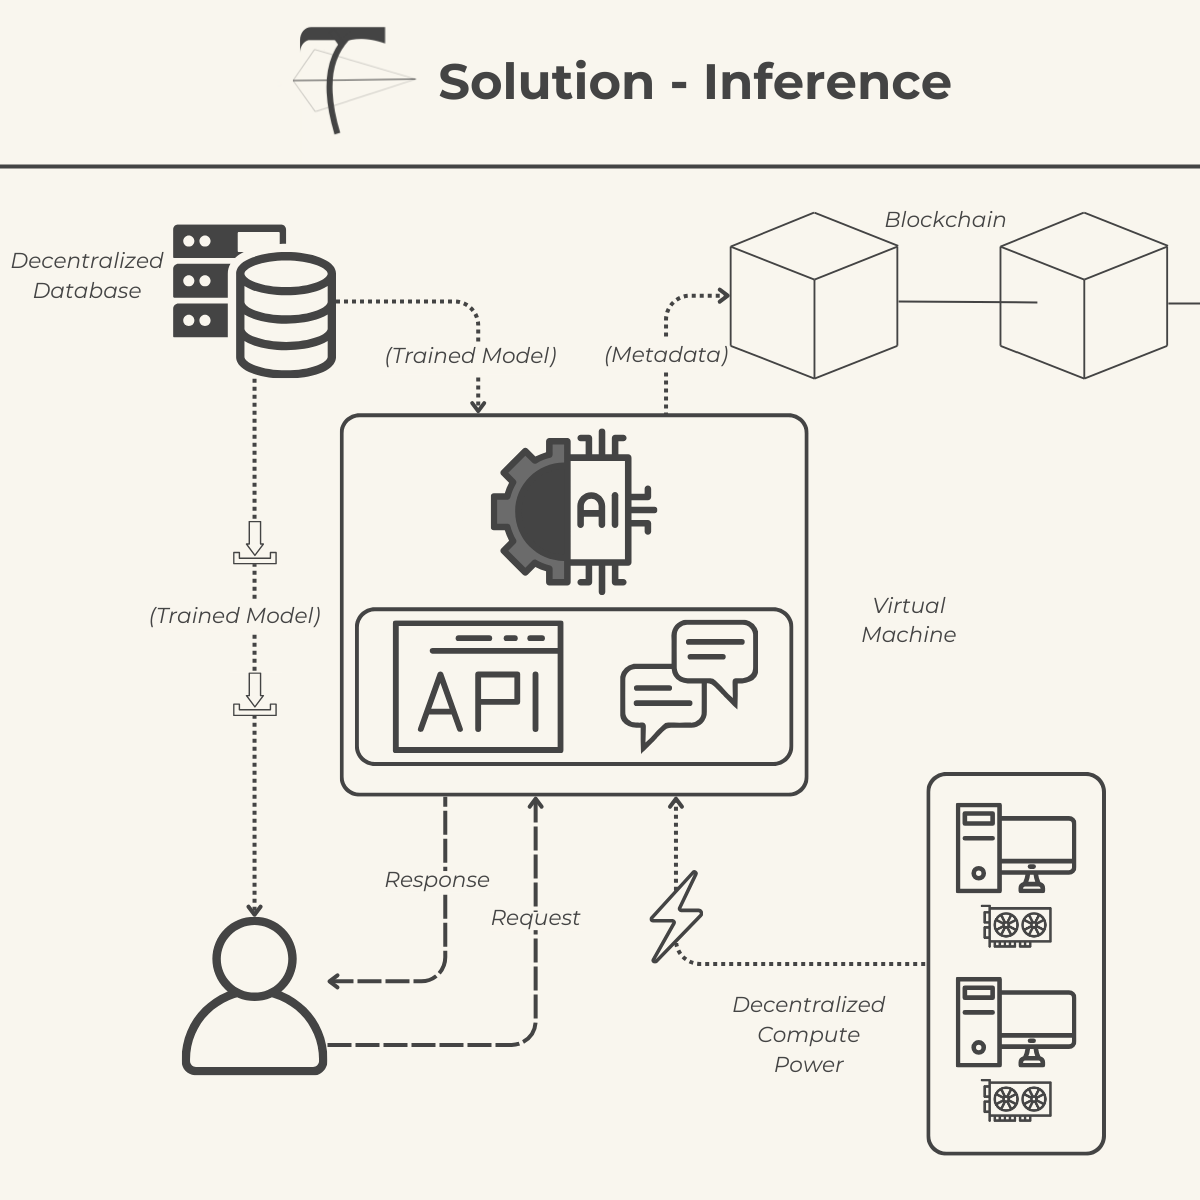 Solution - Inference
Blockchain
Decentralized
Database
(Trained Model)
(Metadata)
AI
(Trained Model)
Virtual
Machine
API
Response
Request
Decentralized
Compute
Power